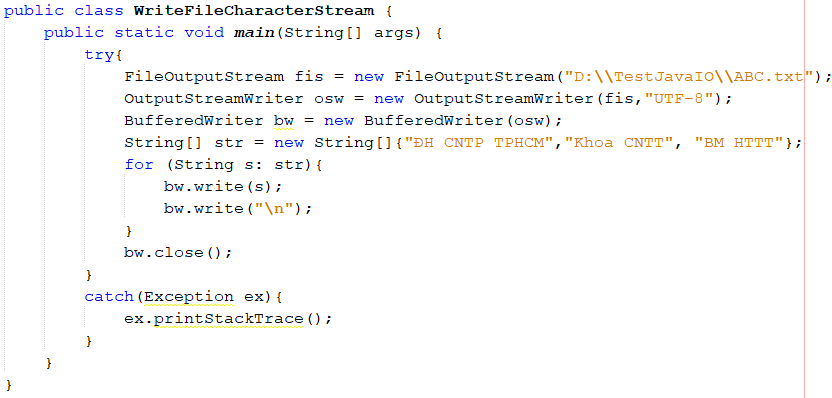 public class WriteFileCharacterStream {
    public static void main(String[] args) {
        try{
            FileOutputStream fis = new FileOutputStream("D:\\TestJavaIO\\ABC.txt");
            OutputStreamWriter osw = new OutputStreamWriter(fis,"UTF-8");
            BufferedWriter bw = new BufferedWriter(osw);
            String[] str = new String[]{"ĐH CNTP TPHCM","Khoa CNTT", "BM HTTT"};
            for (String s: str){
                bw.write(s);
                bw.write("\n");
            }
            bw.close();
        }
        catch(Exception ex){
            ex.printStackTrace();
        }
    }
}